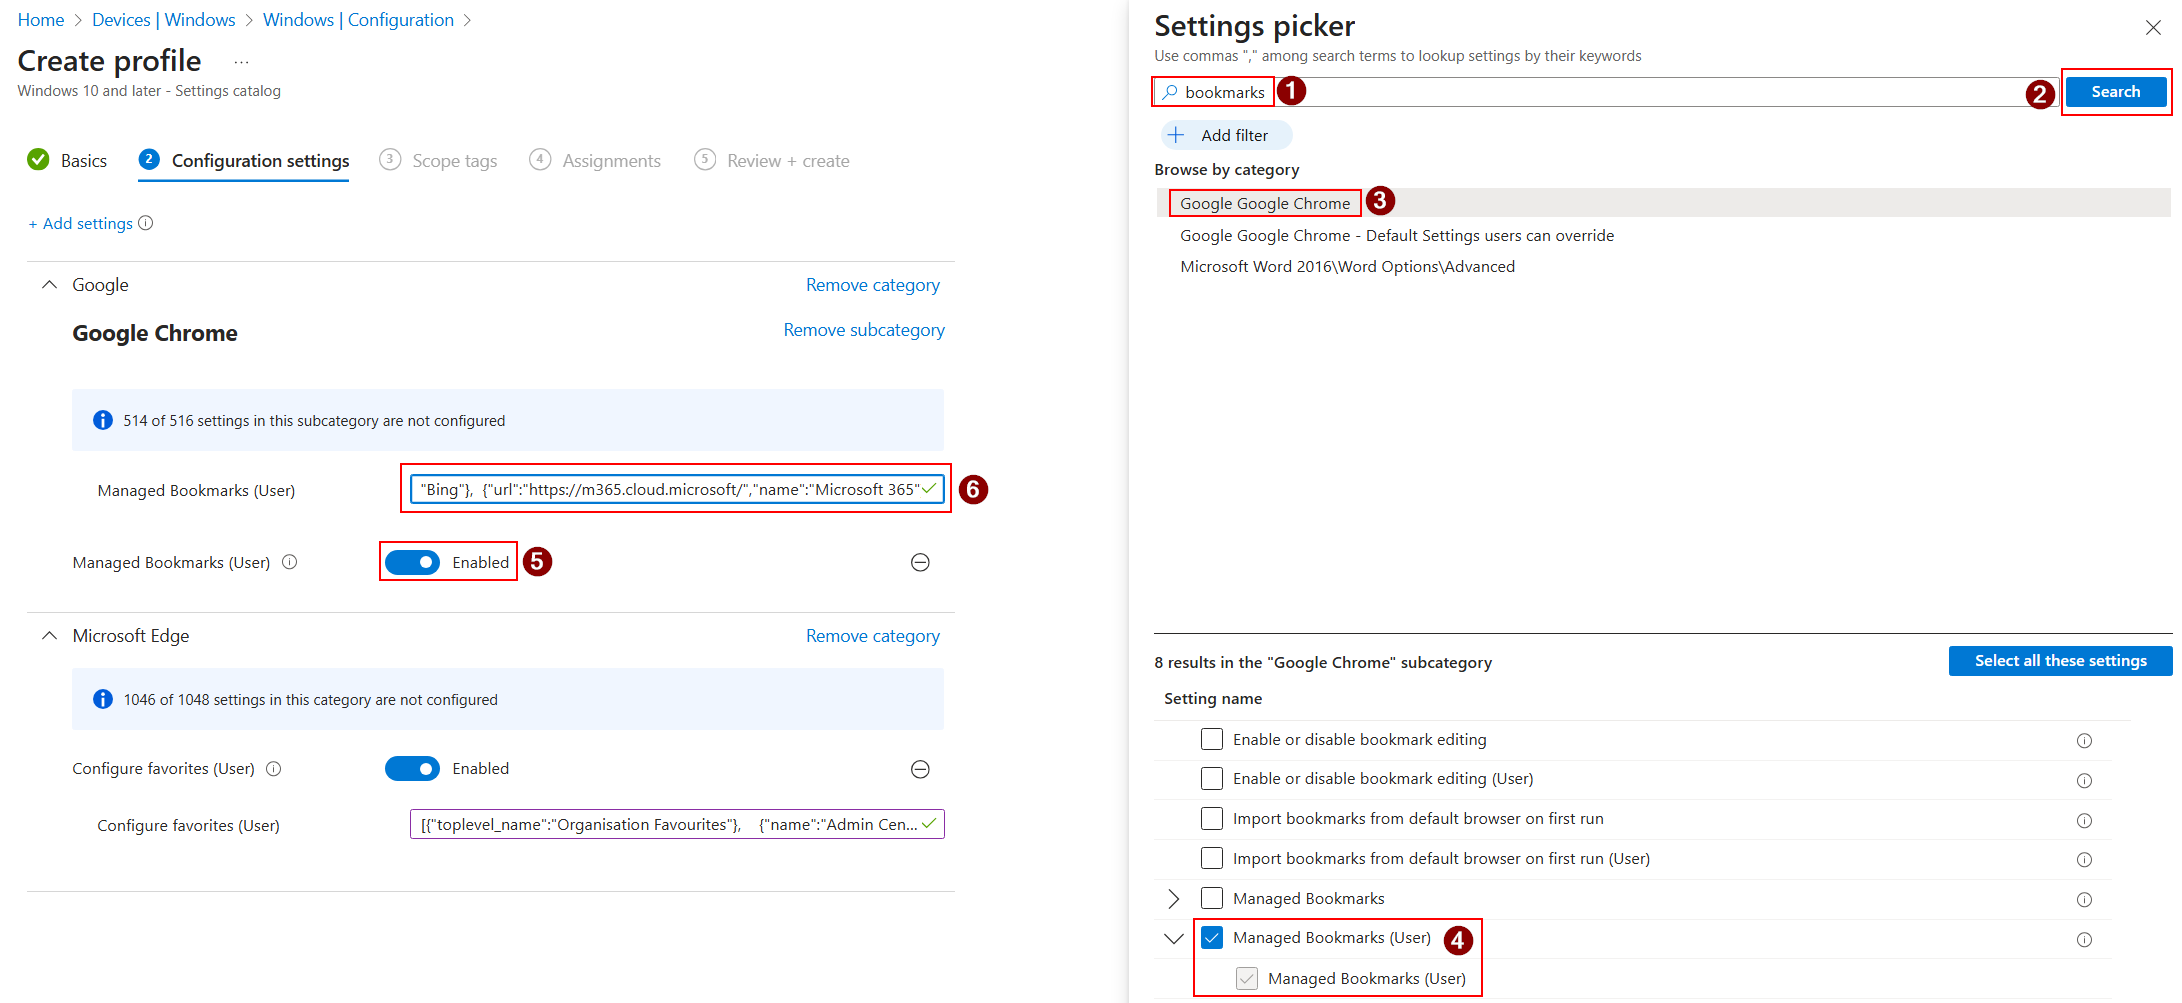 Home > Devices | Windows > Windows | Configuration >
Create profile ...
Windows 10 and later - Settings catalog
Basics
2 Configuration settings
3 Scope tags
4 Assignments
5 Review + create
+ Add settings
Google
Remove category
Google Chrome
Remove subcategory
514 of 516 settings in this subcategory are not configured
Managed Bookmarks (User)
"Bing"}, {"url":"https://m365.cloud.microsoft/","name":"Microsoft 365"
6
Managed Bookmarks (User)
Enabled
5
Microsoft Edge
Remove category
1046 of 1048 settings in this category are not configured
Configure favorites (User)
Enabled
Configure favorites (User)
[{"toplevel_name":"Organisation Favourites"}, {"name":"Admin Cen...
Settings picker
Use commas "," among search terms to lookup settings by their keywords
bookmarks
1
2
Search
+ Add filter
Browse by category
Google Google Chrome
3
Google Google Chrome - Default Settings users can override
Microsoft Word 2016\Word Options\Advanced
8 results in the "Google Chrome" subcategory
Select all these settings
Setting name
Enable or disable bookmark editing
Enable or disable bookmark editing (User)
Import bookmarks from default browser on first run
Import bookmarks from default browser on first run (User)
Managed Bookmarks
Managed Bookmarks (User)
4
Managed Bookmarks (User)